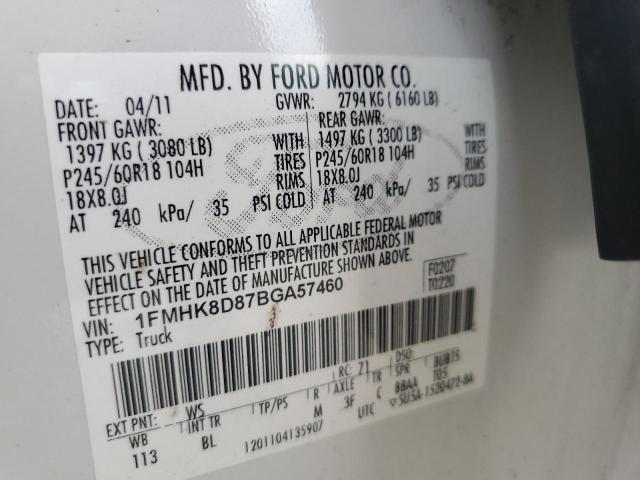 MFD. BY FORD MOTOR CO.
DATE: 04/11 GVWR: 2794 KG ( 6160 LB)
FRONT GAWR: REAR GAWR:
1397 KG ( 3080 LB) WITH 1497 KG ( 3300 LB) WITH
P245/60R18 104H TIRES P245/60R18 104H TIRES
18X8.0J RIMS 18X8.0J RIMS
AT 240 kPa/ 35 PSI COLD AT 240 kPa/ 35 PSI COLD
THIS VEHICLE CONFORMS TO ALL APPLICABLE FEDERAL MOTOR
VEHICLE SAFETY AND THEFT PREVENTION STANDARDS IN
EFFECT ON THE DATE OF MANUFACTURE SHOWN ABOVE.
VIN: 1FMHK8D87BGA57460
TYPE: Truck
F0207
T0220
EXT PNT: WS RC: 71 DSO:
WB INT TR TP/PS R AXLE TR SPR
113 BL M 3F C BBAA
1201104135907 UTC